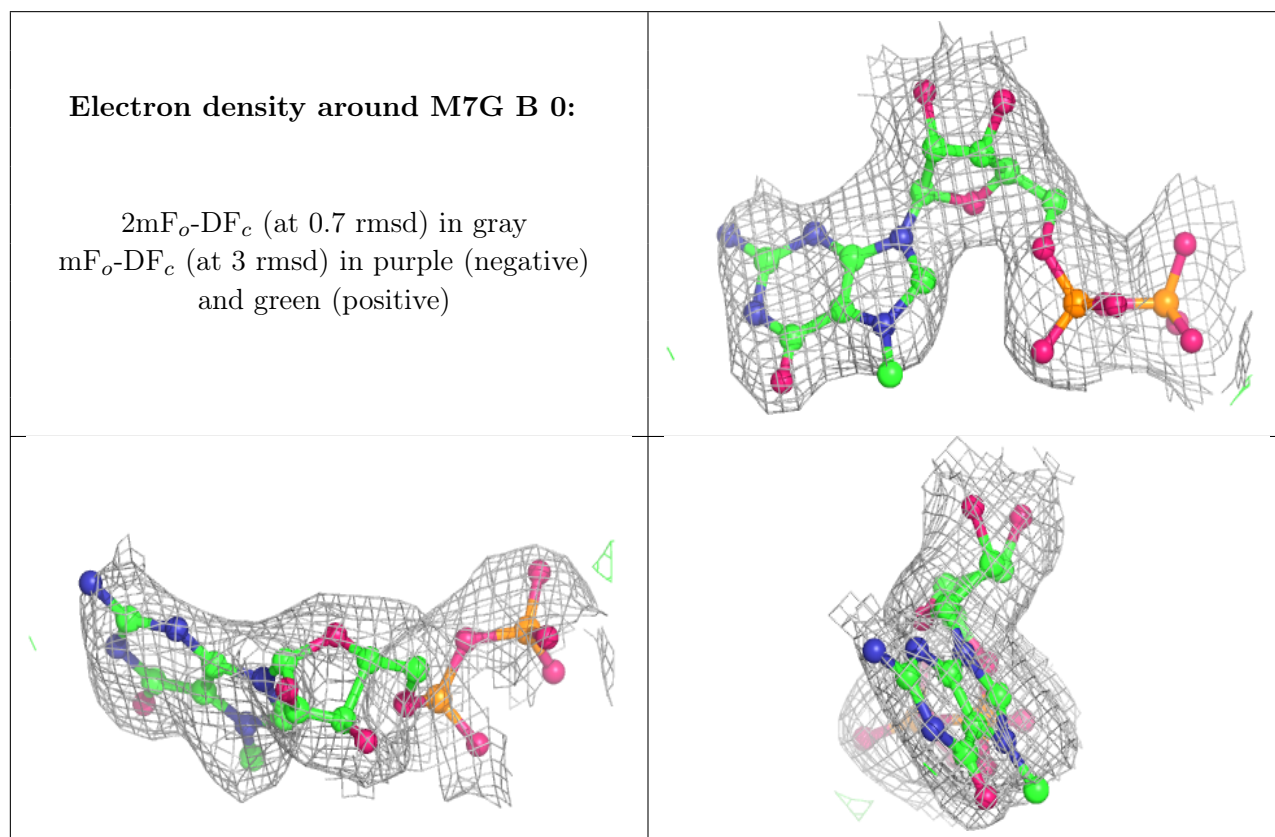 Electron density around M7G B 0:
2mFo-DFc (at 0.7 rmsd) in gray
mFo-DFc (at 3 rmsd) in purple (negative)
and green (positive)